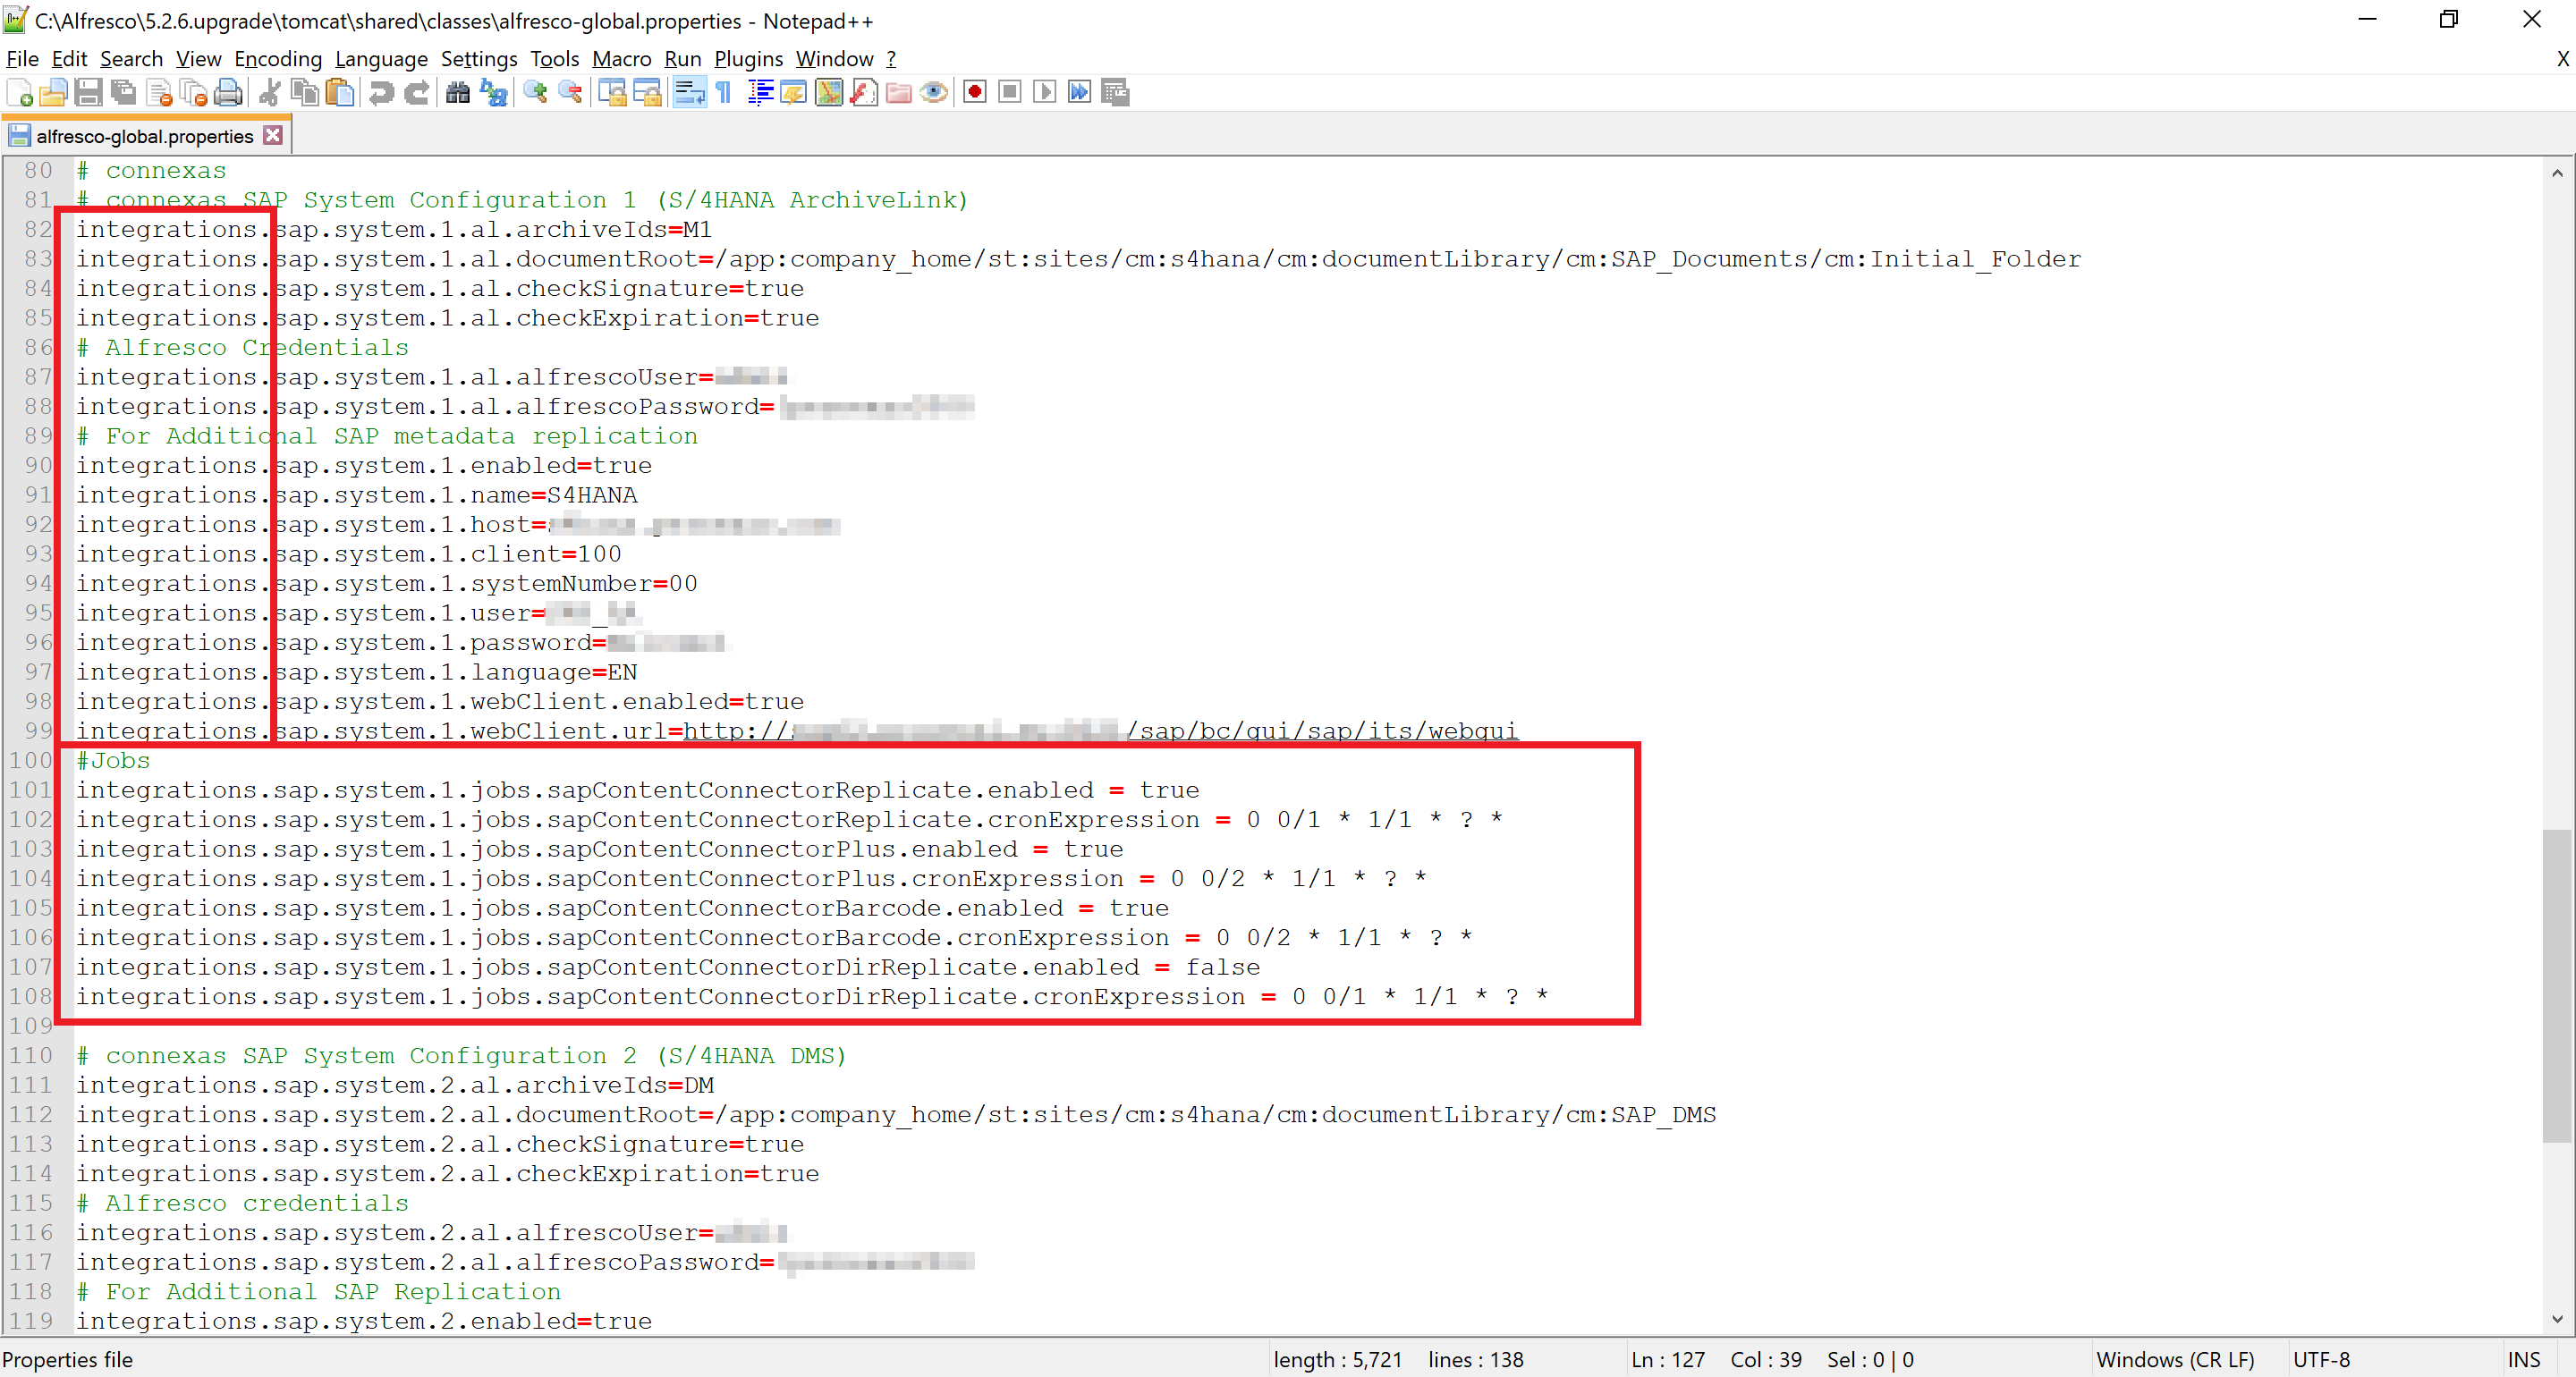 C:\Alfresco\5.2.6.upgrade\tomcat\shared\classes\alfresco-global.properties - Notepad++
File Edit Search View Encoding Language Settings Tools Macro Run Plugins Window ? X
alfresco-global.properties
80 # connexas
81 # connexas SAP System Configuration 1 (S/4HANA ArchiveLink)
82 integrations.sap.system.1.al.archiveIds=M1
83 integrations.sap.system.1.al.documentRoot=/app:company_home/st:sites/cm:s4hana/cm:documentLibrary/cm:SAP_Documents/cm:Initial_Folder
84 integrations.sap.system.1.al.checkSignature=true
85 integrations.sap.system.1.al.checkExpiration=true
86 # Alfresco Credentials
87 integrations.sap.system.1.al.alfrescoUser=
88 integrations.sap.system.1.al.alfrescoPassword=
89 # For Additional SAP metadata replication
90 integrations.sap.system.1.enabled=true
91 integrations.sap.system.1.name=S4HANA
92 integrations.sap.system.1.host=
93 integrations.sap.system.1.client=100
94 integrations.sap.system.1.systemNumber=00
95 integrations.sap.system.1.user=
96 integrations.sap.system.1.password=
97 integrations.sap.system.1.language=EN
98 integrations.sap.system.1.webClient.enabled=true
99 integrations.sap.system.1.webClient.url=http:///sap/bc/gui/sap/its/webgui
100 #Jobs
101 integrations.sap.system.1.jobs.sapContentConnectorReplicate.enabled = true
102 integrations.sap.system.1.jobs.sapContentConnectorReplicate.cronExpression = 0 0/1 * 1/1 * ? *
103 integrations.sap.system.1.jobs.sapContentConnectorPlus.enabled = true
104 integrations.sap.system.1.jobs.sapContentConnectorPlus.cronExpression = 0 0/2 * 1/1 * ? *
105 integrations.sap.system.1.jobs.sapContentConnectorBarcode.enabled = true
106 integrations.sap.system.1.jobs.sapContentConnectorBarcode.cronExpression = 0 0/2 * 1/1 * ? *
107 integrations.sap.system.1.jobs.sapContentConnectorDirReplicate.enabled = false
108 integrations.sap.system.1.jobs.sapContentConnectorDirReplicate.cronExpression = 0 0/1 * 1/1 * ? *
109
110 # connexas SAP System Configuration 2 (S/4HANA DMS)
111 integrations.sap.system.2.al.archiveIds=DM
112 integrations.sap.system.2.al.documentRoot=/app:company_home/st:sites/cm:s4hana/cm:documentLibrary/cm:SAP_DMS
113 integrations.sap.system.2.al.checkSignature=true
114 integrations.sap.system.2.al.checkExpiration=true
115 # Alfresco credentials
116 integrations.sap.system.2.al.alfrescoUser=
117 integrations.sap.system.2.al.alfrescoPassword=
118 # For Additional SAP Replication
119 integrations.sap.system.2.enabled=true
Properties file length : 5,721 lines : 138 Ln : 127 Col : 39 Sel : 0 | 0 Windows (CR LF) UTF-8 INS